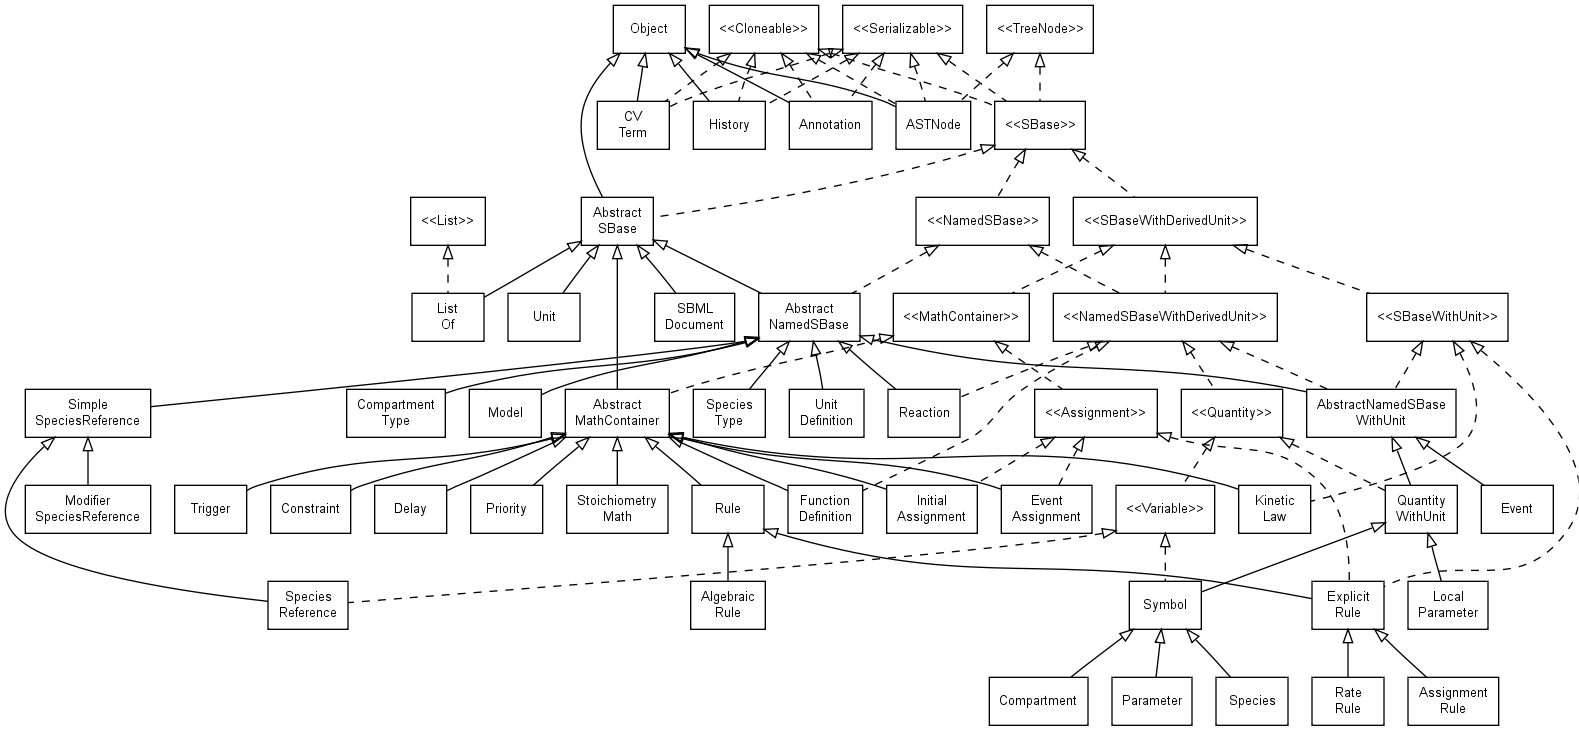 Object
<<Cloneable>>
<<Serializable>>
<<TreeNode>>
CV
Term
History
Annotation
ASTNode
<<SBase>>
<<List>>
Abstract
SBase
<<NamedSBase>>
<<SBaseWithDerivedUnit>>
List
Of
Unit
SBML
Document
Abstract
NamedSBase
<<MathContainer>>
<<NamedSBaseWithDerivedUnit>>
<<SBaseWithUnit>>
Simple
SpeciesReference
Compartment
Type
Model
Abstract
MathContainer
Species
Type
Unit
Definition
Reaction
<<Assignment>>
<<Quantity>>
AbstractNamedSBase
WithUnit
Modifier
SpeciesReference
Trigger
Constraint
Delay
Priority
Stoichiometry
Math
Rule
Function
Definition
Initial
Assignment
Event
Assignment
<<Variable>>
Kinetic
Law
Quantity
WithUnit
Event
Species
Reference
Algebraic
Rule
Symbol
Explicit
Rule
Local
Parameter
Compartment
Parameter
Species
Rate
Rule
Assignment
Rule